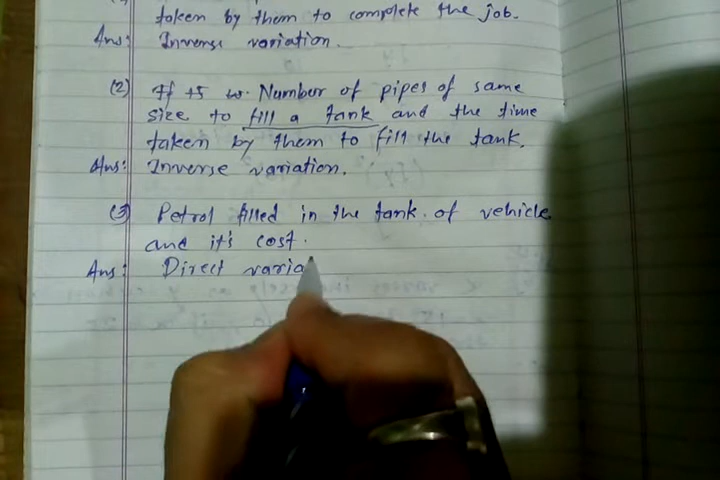 taken by them to complete the job.
Ans: Inverse variation.
(2) Number of pipes of same
size to fill a tank and the time
taken by them to fill the tank.
Ans: Inverse variation.
(3) Petrol filled in the tank of vehicle
and it's cost.
Ans: Direct varia